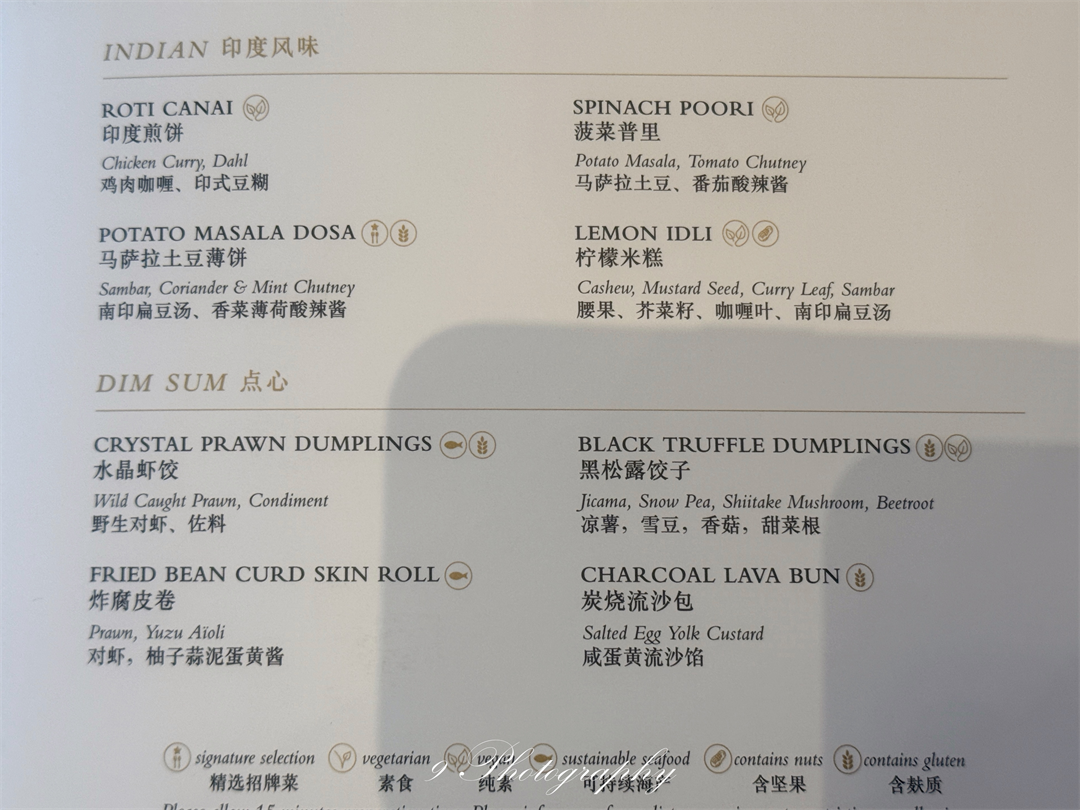 INDIAN 印度风味
ROTI CANAI
印度煎饼
Chicken Curry, Dahl
鸡肉咖喱、印式豆糊
SPINACH POORI
菠菜普里
Potato Masala, Tomato Chutney
马萨拉土豆、番茄酸辣酱
POTATO MASALA DOSA
马萨拉土豆薄饼
Sambar, Coriander & Mint Chutney
南印扁豆汤、香菜薄荷酸辣酱
LEMON IDLI
柠檬米糕
Cashew, Mustard Seed, Curry Leaf, Sambar
腰果、芥菜籽、咖喱叶、南印扁豆汤
DIM SUM 点心
CRYSTAL PRAWN DUMPLINGS
水晶虾饺
Wild Caught Prawn, Condiment
野生对虾、佐料
BLACK TRUFFLE DUMPLINGS
黑松露饺子
Jicama, Snow Pea, Shiitake Mushroom, Beetroot
凉薯，雪豆，香菇，甜菜根
FRIED BEAN CURD SKIN ROLL
炸腐皮卷
Prawn, Yuzu Aïoli
对虾，柚子蒜泥蛋黄酱
CHARCOAL LAVA BUN
炭烧流沙包
Salted Egg Yolk Custard
咸蛋黄流沙馅
signature selection vegetarian vegan sustainable seafood contains nuts contains gluten
精选招牌菜 素食 纯素 可持续海鲜 含坚果 含麸质
9 Photography